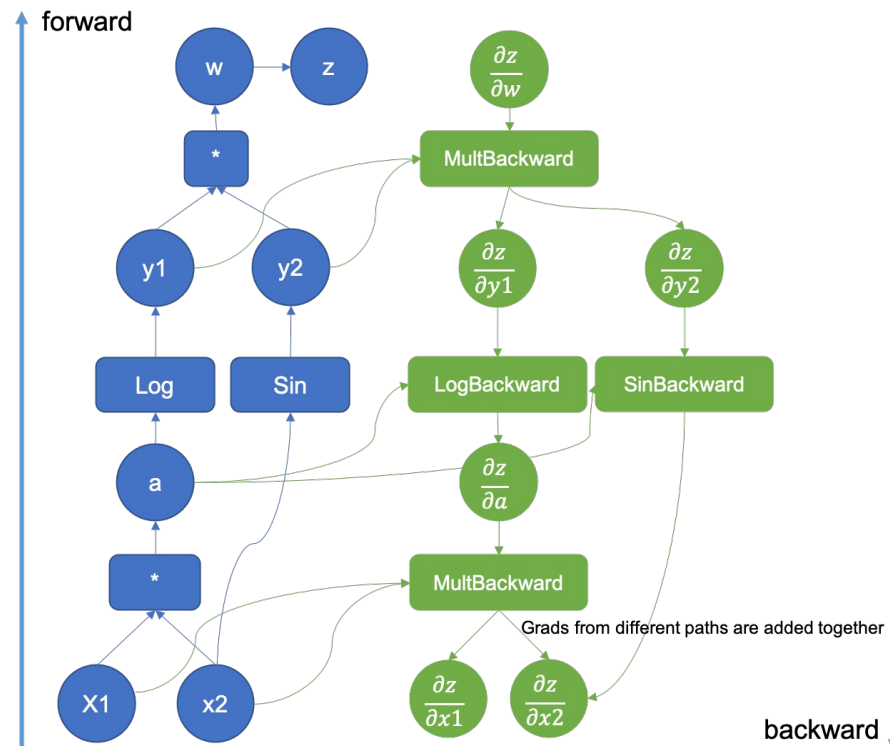 forward
w
z
∂z
∂w
*
MultBackward
y1
y2
∂z
∂y1
∂z
∂y2
Log
Sin
LogBackward
SinBackward
a
∂z
∂a
*
MultBackward
Grads from different paths are added together
X1
x2
∂z
∂x1
∂z
∂x2
backward